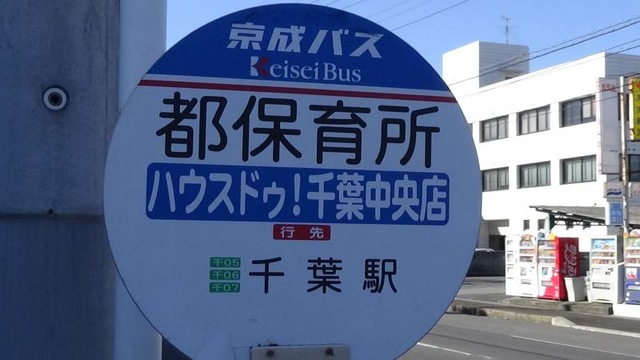 京成バス
KeiseiBus
都保育所
ハウスドゥ!千葉中央店
行先
千05
千06
千07
千葉駅